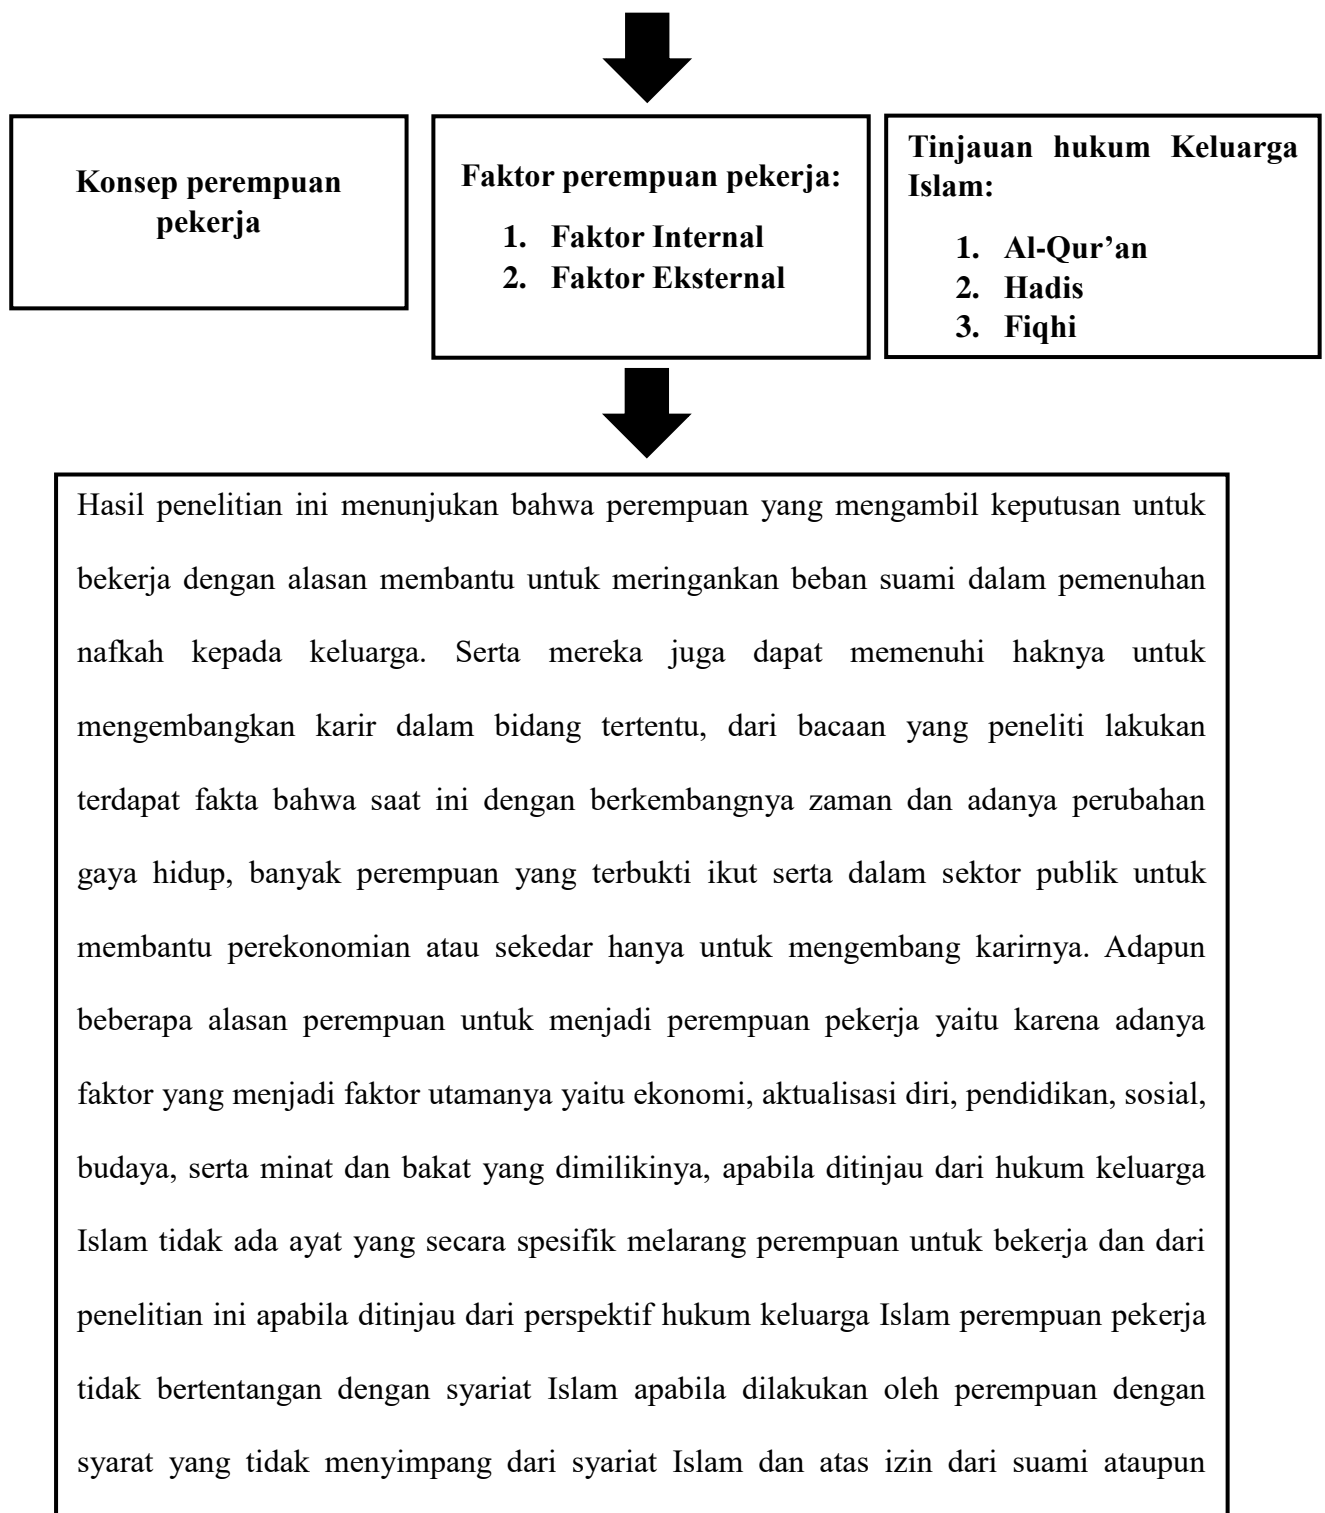 Konsep perempuan
pekerja
Faktor perempuan pekerja:
1. Faktor Internal
2. Faktor Eksternal
Tinjauan hukum Keluarga
Islam:
1. Al-Qur’an
2. Hadis
3. Fiqhi
Hasil penelitian ini menunjukan bahwa perempuan yang mengambil keputusan untuk
bekerja dengan alasan membantu untuk meringankan beban suami dalam pemenuhan
nafkah kepada keluarga. Serta mereka juga dapat memenuhi haknya untuk
mengembangkan karir dalam bidang tertentu, dari bacaan yang peneliti lakukan
terdapat fakta bahwa saat ini dengan berkembangnya zaman dan adanya perubahan
gaya hidup, banyak perempuan yang terbukti ikut serta dalam sektor publik untuk
membantu perekonomian atau sekedar hanya untuk mengembang karirnya. Adapun
beberapa alasan perempuan untuk menjadi perempuan pekerja yaitu karena adanya
faktor yang menjadi faktor utamanya yaitu ekonomi, aktualisasi diri, pendidikan, sosial,
budaya, serta minat dan bakat yang dimilikinya, apabila ditinjau dari hukum keluarga
Islam tidak ada ayat yang secara spesifik melarang perempuan untuk bekerja dan dari
penelitian ini apabila ditinjau dari perspektif hukum keluarga Islam perempuan pekerja
tidak bertentangan dengan syariat Islam apabila dilakukan oleh perempuan dengan
syarat yang tidak menyimpang dari syariat Islam dan atas izin dari suami ataupun